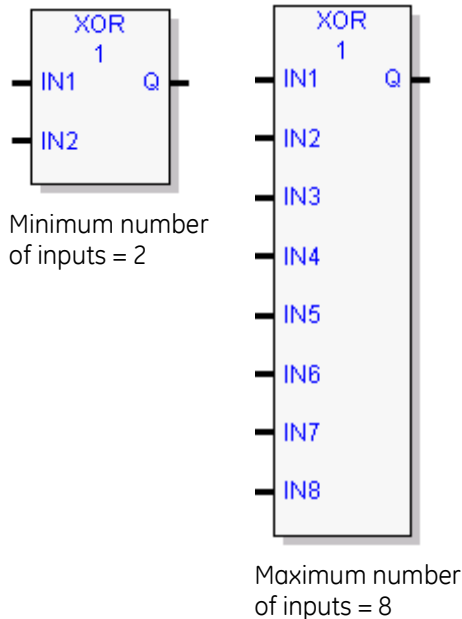 XOR
1
IN1 Q
IN2
Minimum number
of inputs = 2
XOR
1
IN1 Q
IN2
IN3
IN4
IN5
IN6
IN7
IN8
Maximum number
of inputs = 8